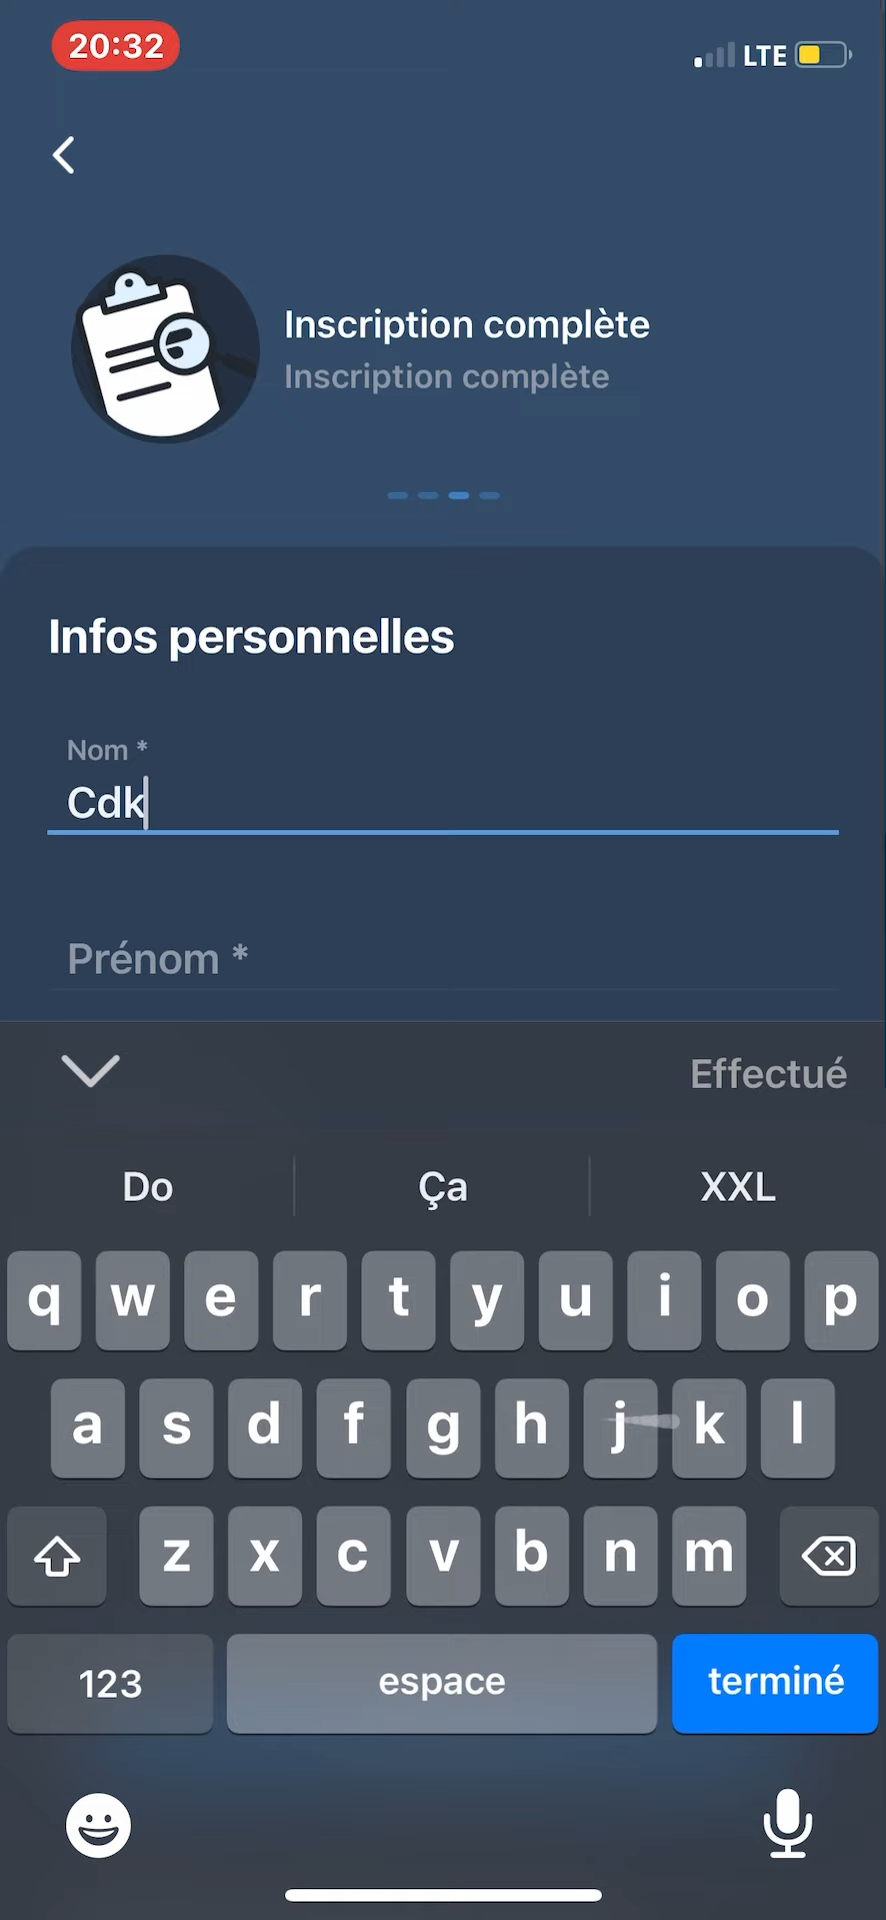 20:32
LTE
Inscription complète
Inscription complète
Infos personnelles
Nom *
Cdk
Prénom *
Effectué
Do Ça XXL
q w e r t y u i o p
a s d f g h j k l
z x c v b n m
123 espace terminé